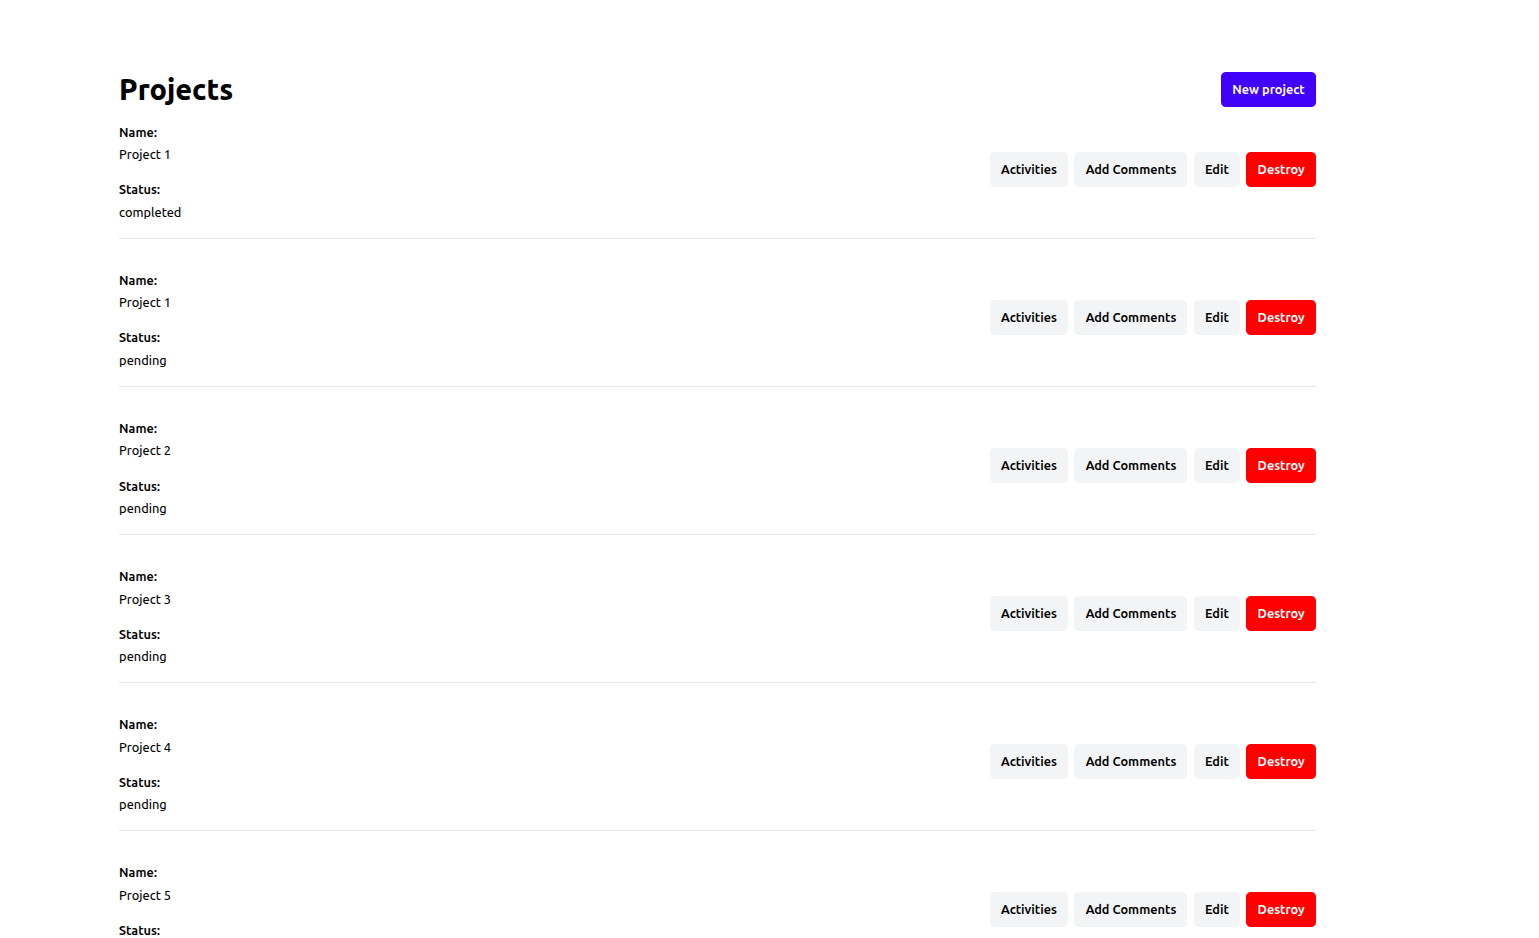 Projects
New project
Name:
Project 1
Activities Add Comments Edit Destroy
Status:
completed
Name:
Project 1
Activities Add Comments Edit Destroy
Status:
pending
Name:
Project 2
Activities Add Comments Edit Destroy
Status:
pending
Name:
Project 3
Activities Add Comments Edit Destroy
Status:
pending
Name:
Project 4
Activities Add Comments Edit Destroy
Status:
pending
Name:
Project 5
Activities Add Comments Edit Destroy
Status: